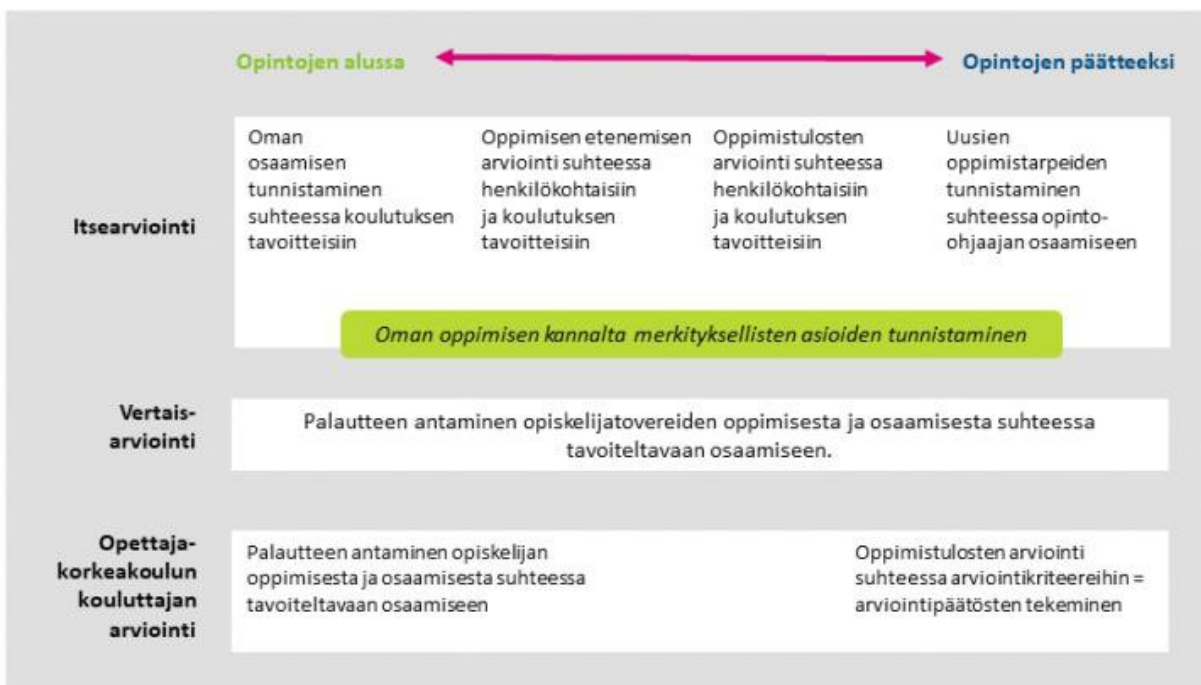 Opintojen alussa
Opintojen päätteeksi
Itsearviointi
Oman
osaamisen
tunnistaminen
suhteessa koulutuksen
tavoitteisiin
Oppimisen etenemisen
arviointi suhteessa
henkilökohtaisiin
ja koulutuksen
tavoitteisiin
Oppimistulosten
arviointi suhteessa
henkilökohtaisiin
ja koulutuksen
tavoitteisiin
Uusien
oppimistarpeiden
tunnistaminen
suhteessa opinto-
ohjaajan osaamiseen
Oman oppimisen kannalta merkityksellisten asioiden tunnistaminen
Vertais-
arviointi
Palautteen antaminen opiskelijatovereiden oppimisesta ja osaamisesta suhteessa
tavoiteltavaan osaamiseen.
Opettaja-
korkeakoulun
kouluttajan
arviointi
Palautteen antaminen opiskelijan
oppimisesta ja osaamisesta suhteessa
tavoiteltavaan osaamiseen
Oppimistulosten arviointi
suhteessa arviointikriteereihin =
arviointipäätösten tekeminen